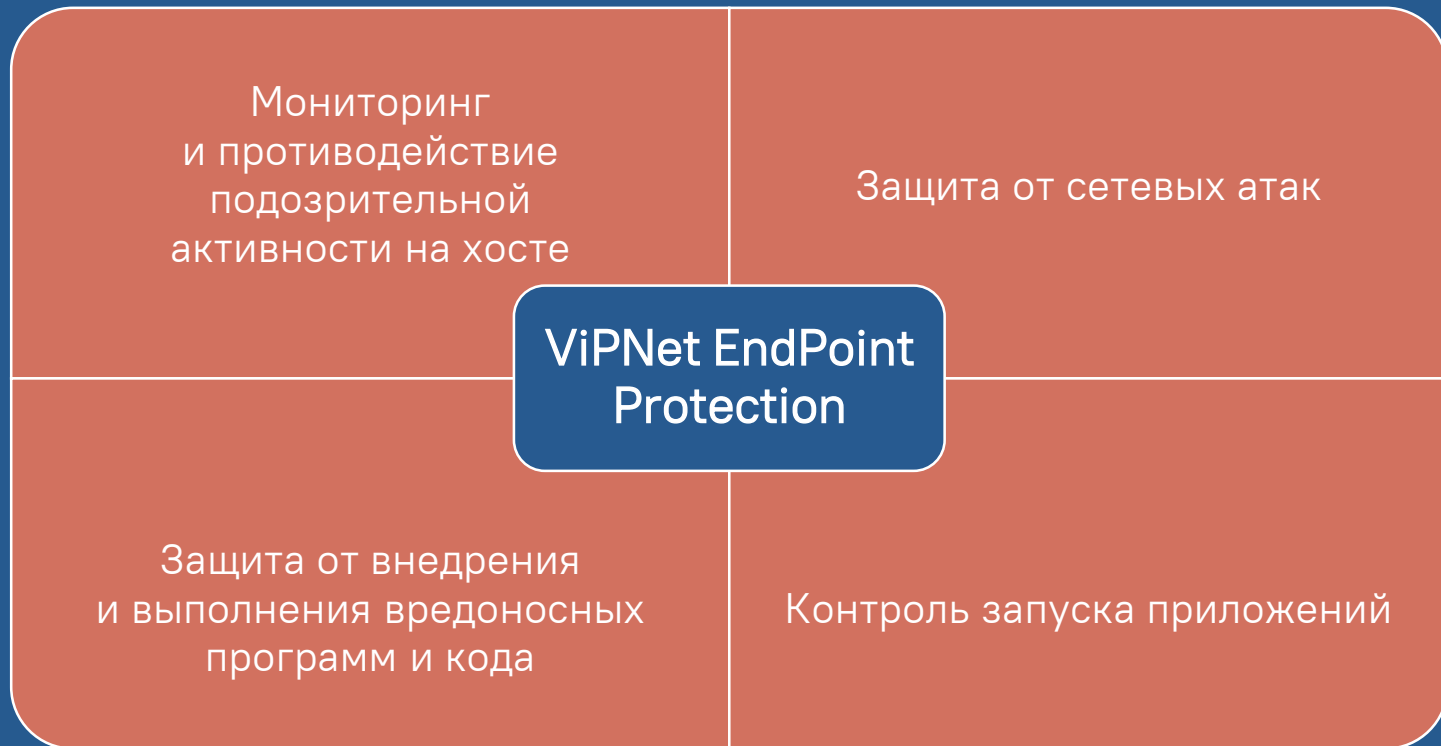 Мониторинг
и противодействие
подозрительной
активности на хосте
Защита от сетевых атак
ViPNet EndPoint
Protection
Защита от внедрения
и выполнения вредоносных
программ и кода
Контроль запуска приложений